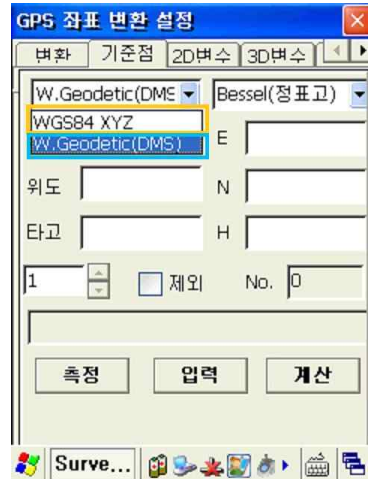 GPS 좌표 변환 설정
변환 기준점 2D변수 3D변수
W.Geodetic(DMS Bessel(정표고)
WGS84 XYZ
W.Geodetic(DMS) E
위도 N
타고 H
1 제외 No. 0
측정 입력 계산
Surve...